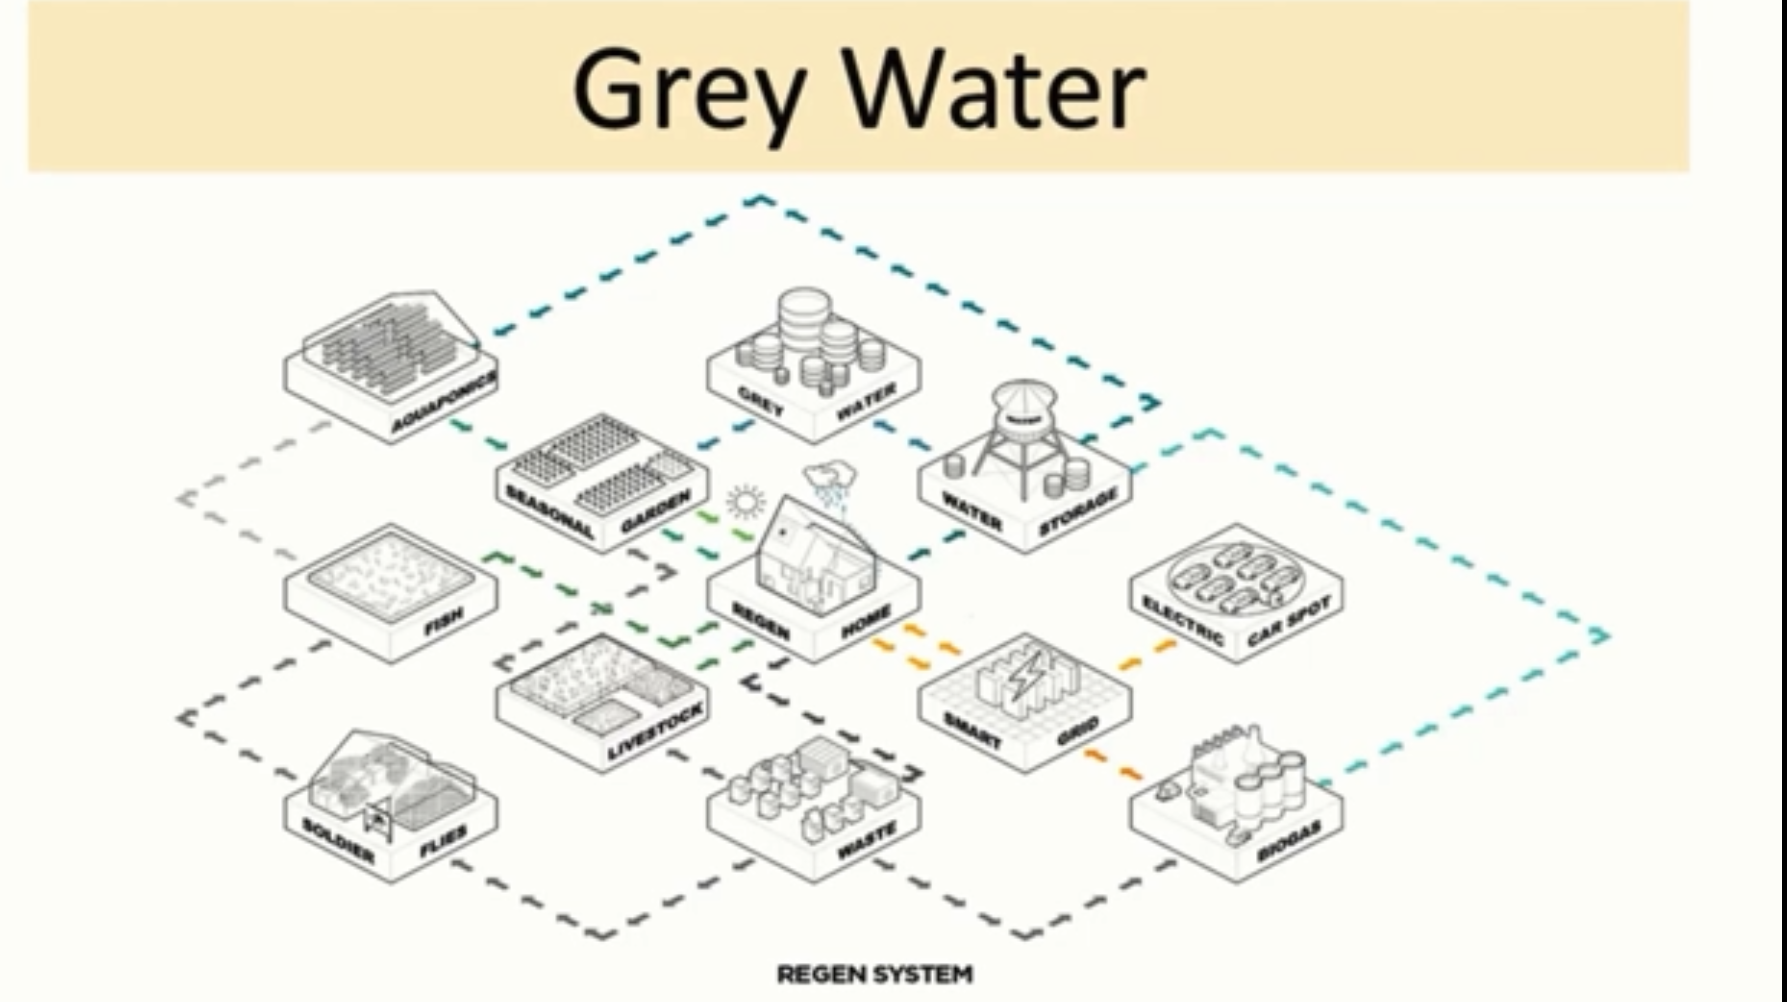 Grey Water
AQUAPONICS
GREY WATER
SEASONAL GARDEN
WATER STORAGE
FISH
REGEN HOME
ELECTRIC CAR SPOT
LIVESTOCK
SMART GRID
SOLDIER FLIES
WASTE
BIOGAS
REGEN SYSTEM